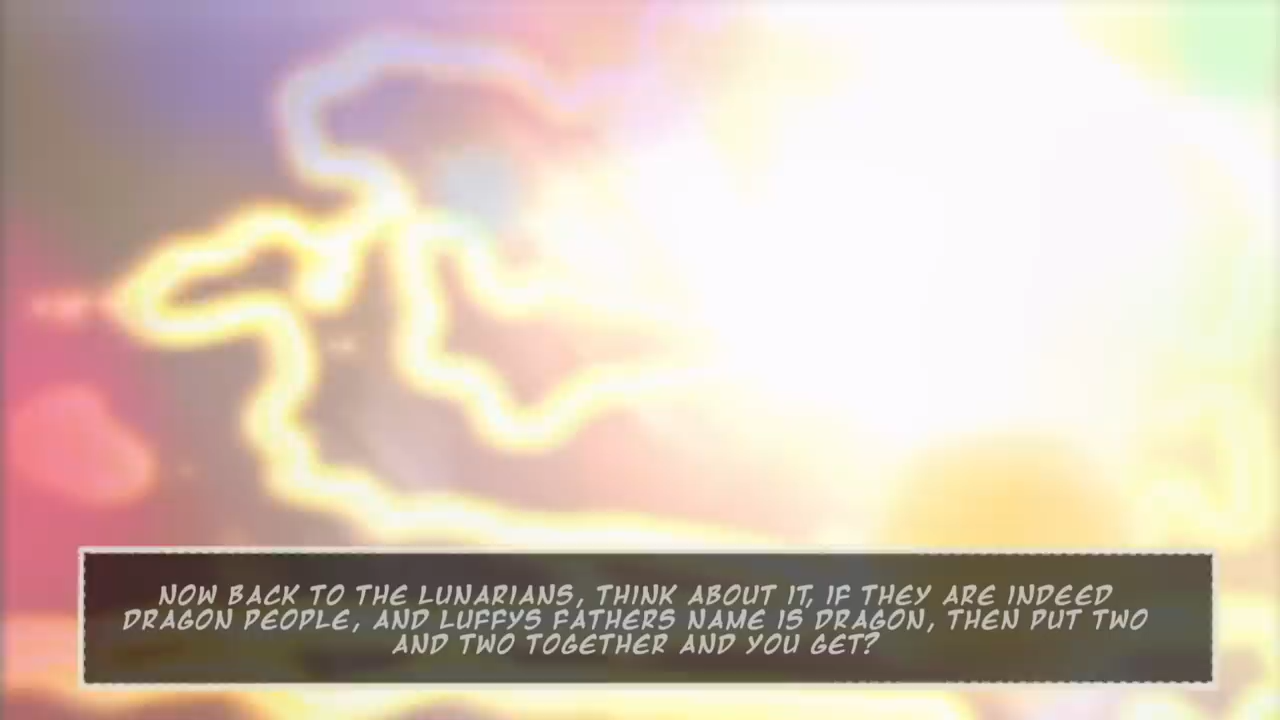 NOW BACK TO THE LUNARIANS, THINK ABOUT IT, IF THEY ARE INDEED
DRAGON PEOPLE, AND LUFFYS FATHERS NAME IS DRAGON, THEN PUT TWO
AND TWO TOGETHER AND YOU GET?